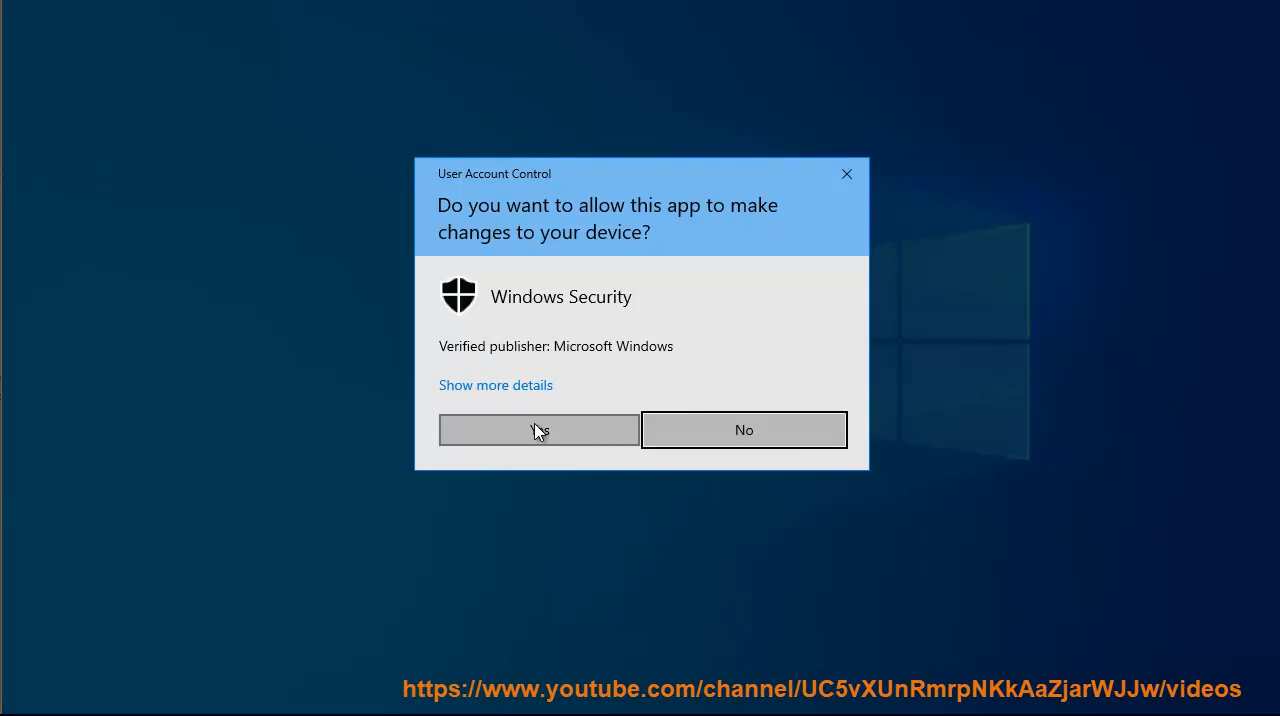 User Account Control
Do you want to allow this app to make
changes to your device?
Windows Security
Verified publisher: Microsoft Windows
Show more details
Yes No
https://www.youtube.com/channel/UC5vXUnRmrpNKkAaZjarWJJw/videos